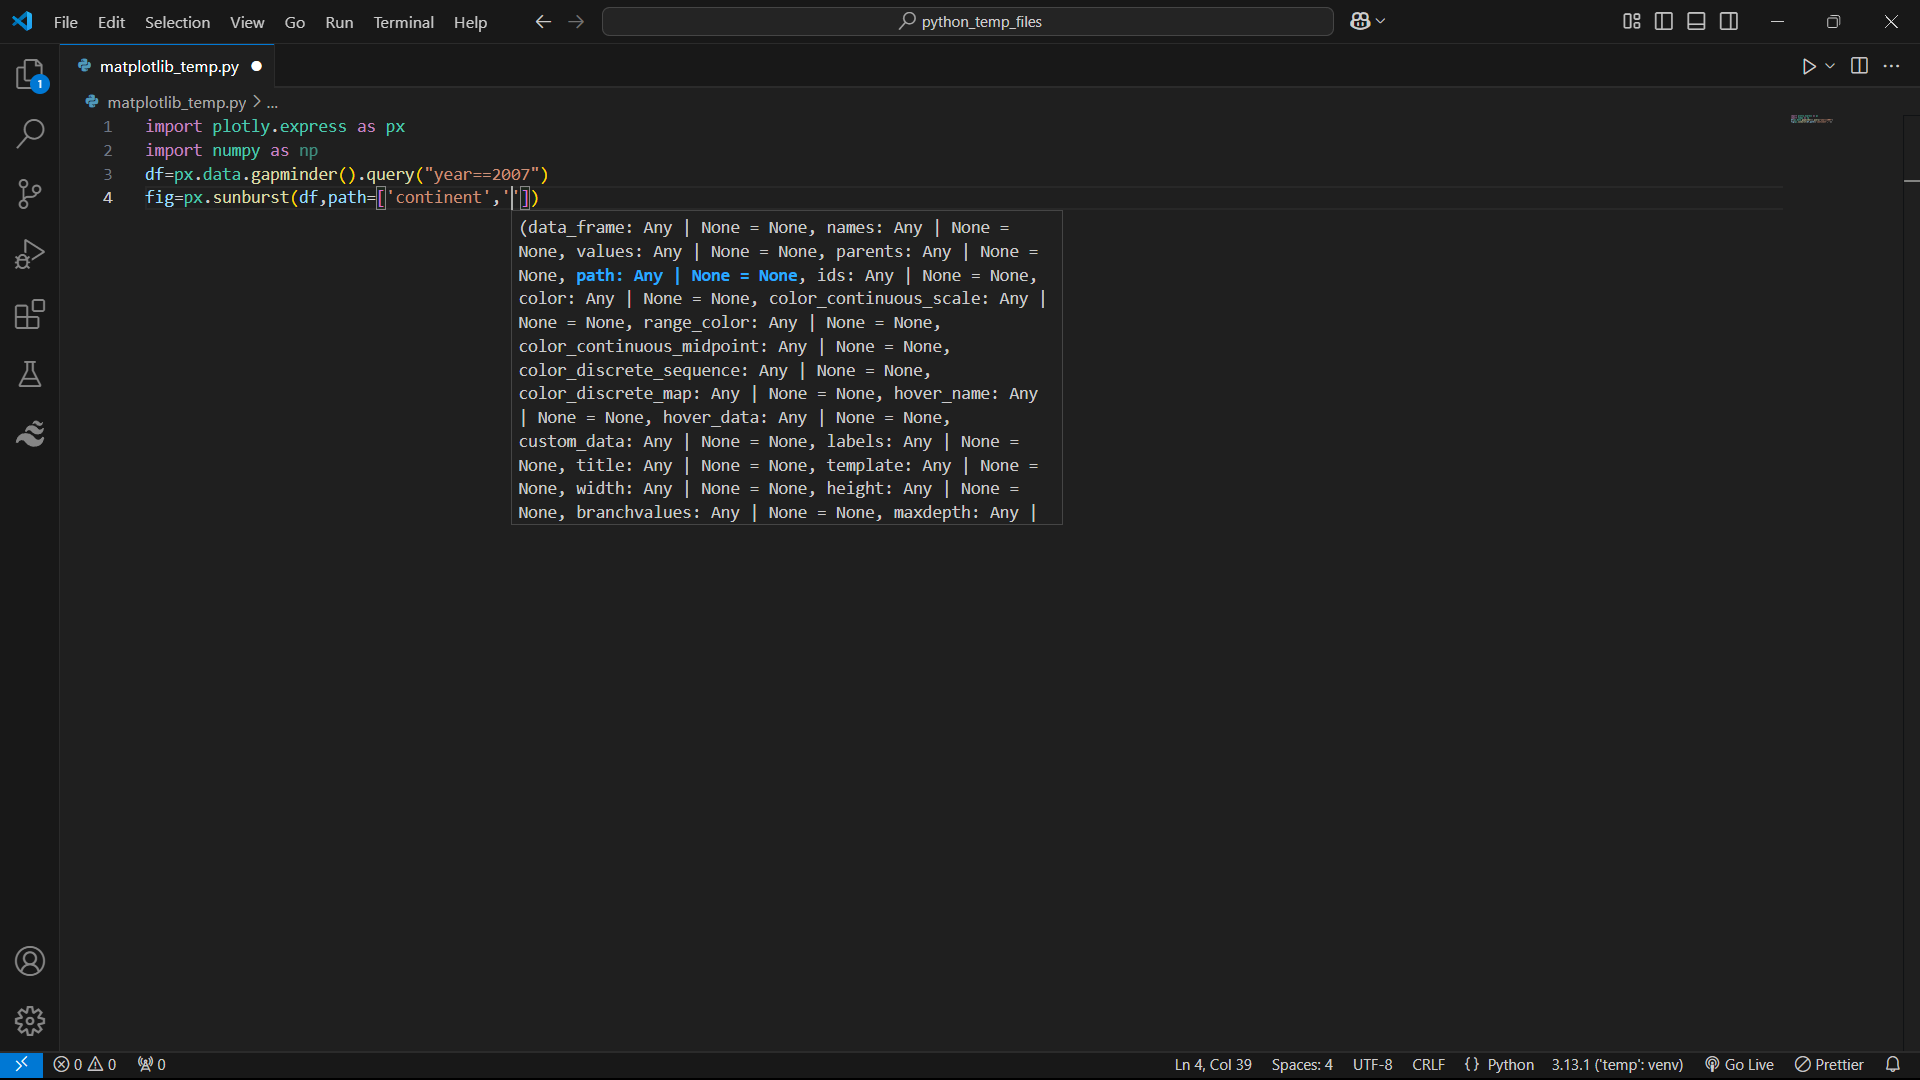 File Edit Selection View Go Run Terminal Help
python_temp_files
matplotlib_temp.py
1
matplotlib_temp.py > ...
1 import plotly.express as px
2 import numpy as np
3 df=px.data.gapminder().query("year==2007")
4 fig=px.sunburst(df,path=['continent',''])
(data_frame: Any | None = None, names: Any | None =
None, values: Any | None = None, parents: Any | None =
None, path: Any | None = None, ids: Any | None = None,
color: Any | None = None, color_continuous_scale: Any |
None = None, range_color: Any | None = None,
color_continuous_midpoint: Any | None = None,
color_discrete_sequence: Any | None = None,
color_discrete_map: Any | None = None, hover_name: Any
| None = None, hover_data: Any | None = None,
custom_data: Any | None = None, labels: Any | None =
None, title: Any | None = None, template: Any | None =
None, width: Any | None = None, height: Any | None =
None, branchvalues: Any | None = None, maxdepth: Any |
0 0 0 Ln 4, Col 39 Spaces: 4 UTF-8 CRLF {} Python 3.13.1 ('temp': venv) Go Live Prettier